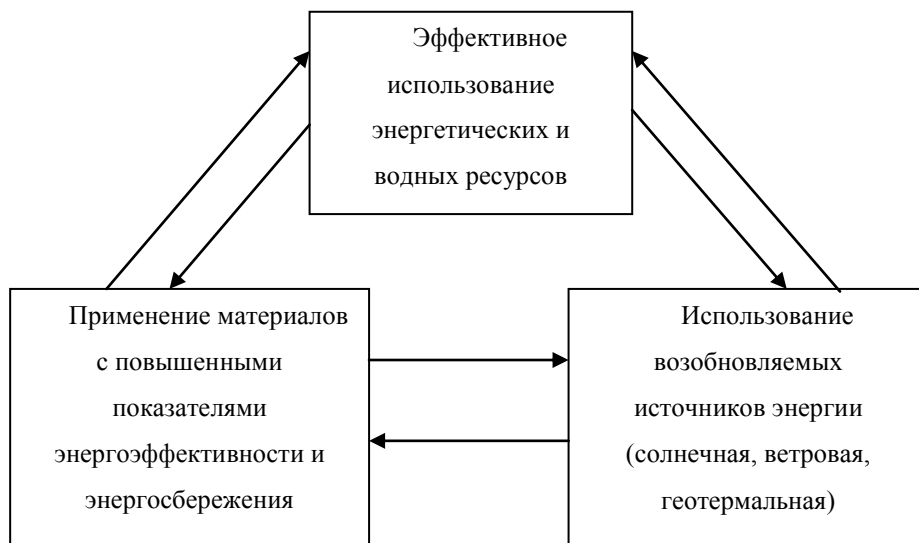 Эффективное
использование
энергетических и
водных ресурсов
Применение материалов
с повышенными
показателями
энергоэффективности и
энергосбережения
Использование
возобновляемых
источников энергии
(солнечная, ветровая,
геотермальная)